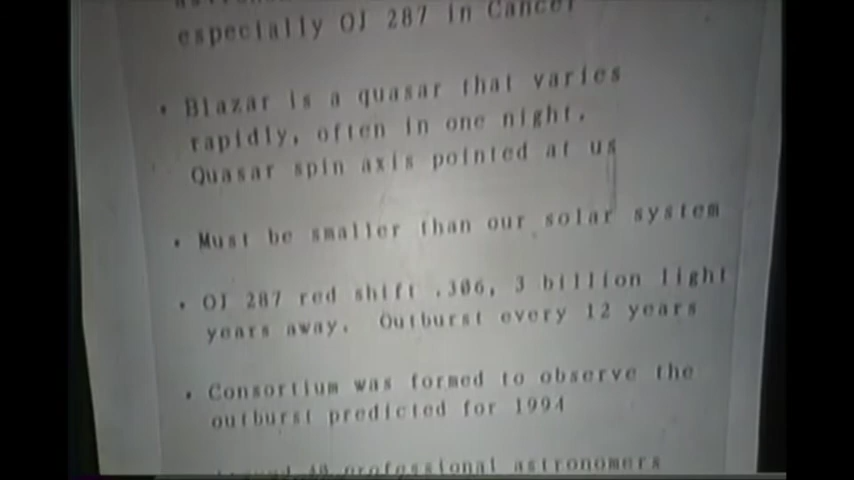 especially OJ 287 in Cancer
• Blazar is a quasar that varies
rapidly, often in one night.
Quasar spin axis pointed at us
• Must be smaller than our solar system
• OJ 287 red shift .306, 3 billion light
years away. Outburst every 12 years
• Consortium was formed to observe the
outburst predicted for 1994
40 professional astronomers